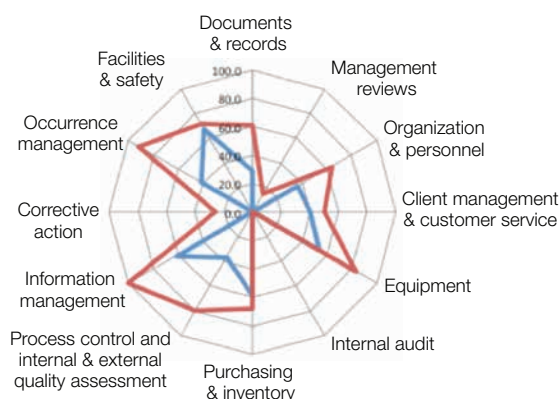 Documents
& records
Management
reviews
Organization
& personnel
Client management
& customer service
Equipment
Internal audit
Purchasing
& inventory
Process control and
internal & external
quality assessment
Information
management
Corrective
action
Occurrence
management
Facilities
& safety
100.0
80.0
60.0
40.0
20.0
0.0